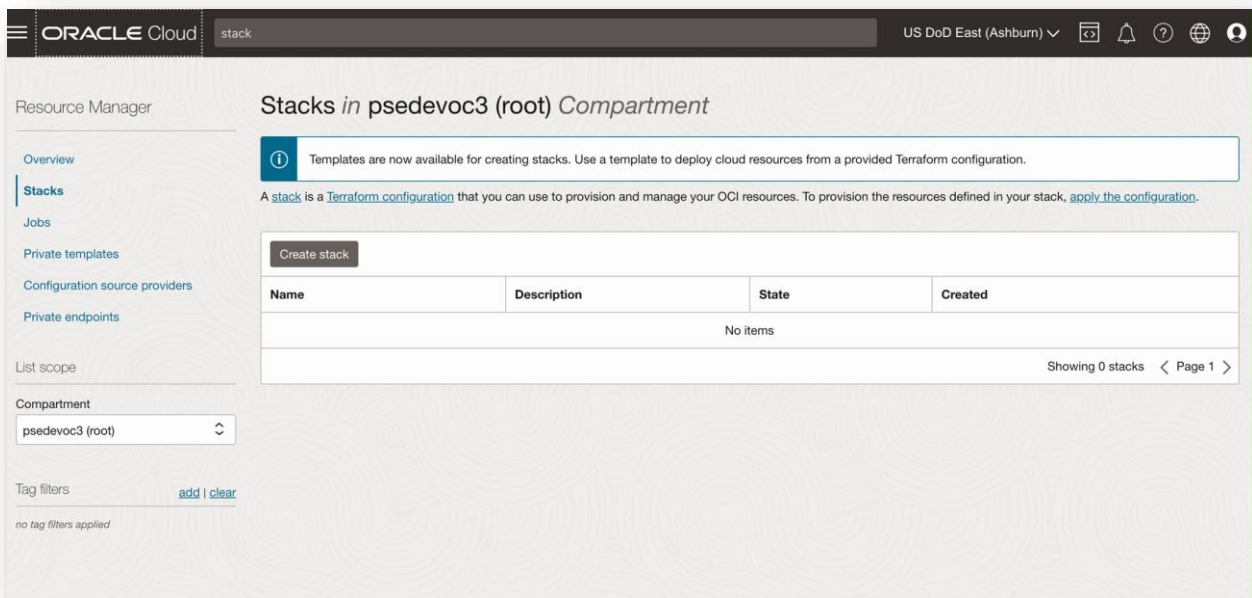 ORACLE Cloud
stack
US DoD East (Ashburn)
Resource Manager
Overview
Stacks
Jobs
Private templates
Configuration source providers
Private endpoints
List scope
Compartment
psedevoc3 (root)
Tag filters
add | clear
no tag filters applied
Stacks in psedevoc3 (root) Compartment
Templates are now available for creating stacks. Use a template to deploy cloud resources from a provided Terraform configuration.
A stack is a Terraform configuration that you can use to provision and manage your OCI resources. To provision the resources defined in your stack, apply the configuration.
Create stack
Name Description State Created
No items
Showing 0 stacks < Page 1 >